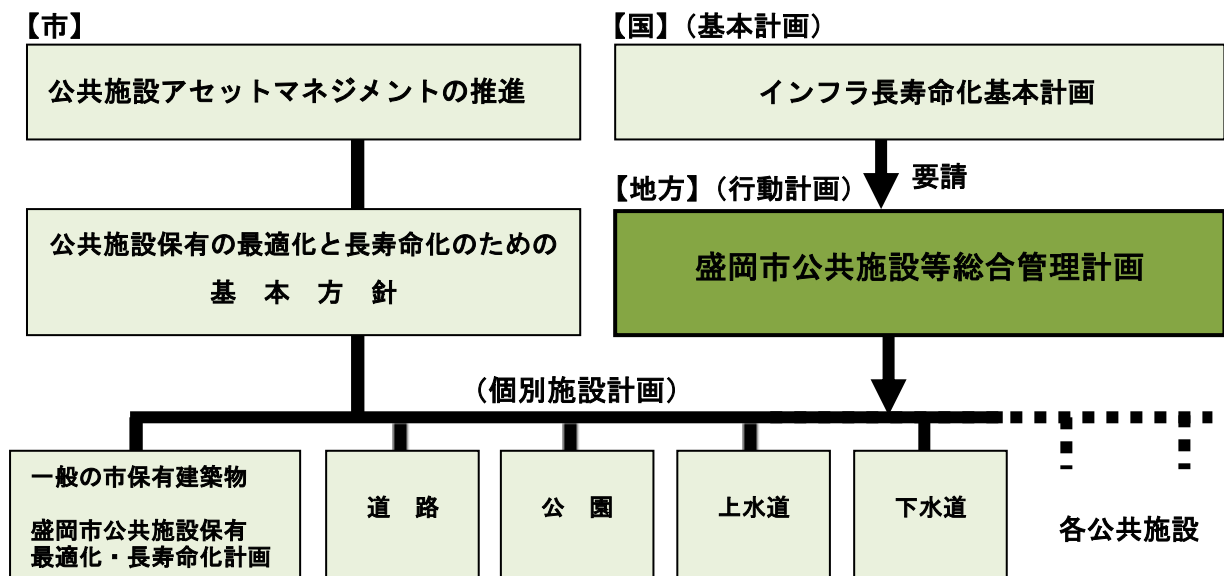 【市】
公共施設アセットマネジメントの推進
公共施設保有の最適化と長寿命化のための
基　本　方　針
【国】（基本計画）
インフラ長寿命化基本計画
要請
【地方】（行動計画）
盛岡市公共施設等総合管理計画
（個別施設計画）
一般の市保有建築物
盛岡市公共施設保有
最適化・長寿命化計画
道　路
公　園
上水道
下水道
各公共施設